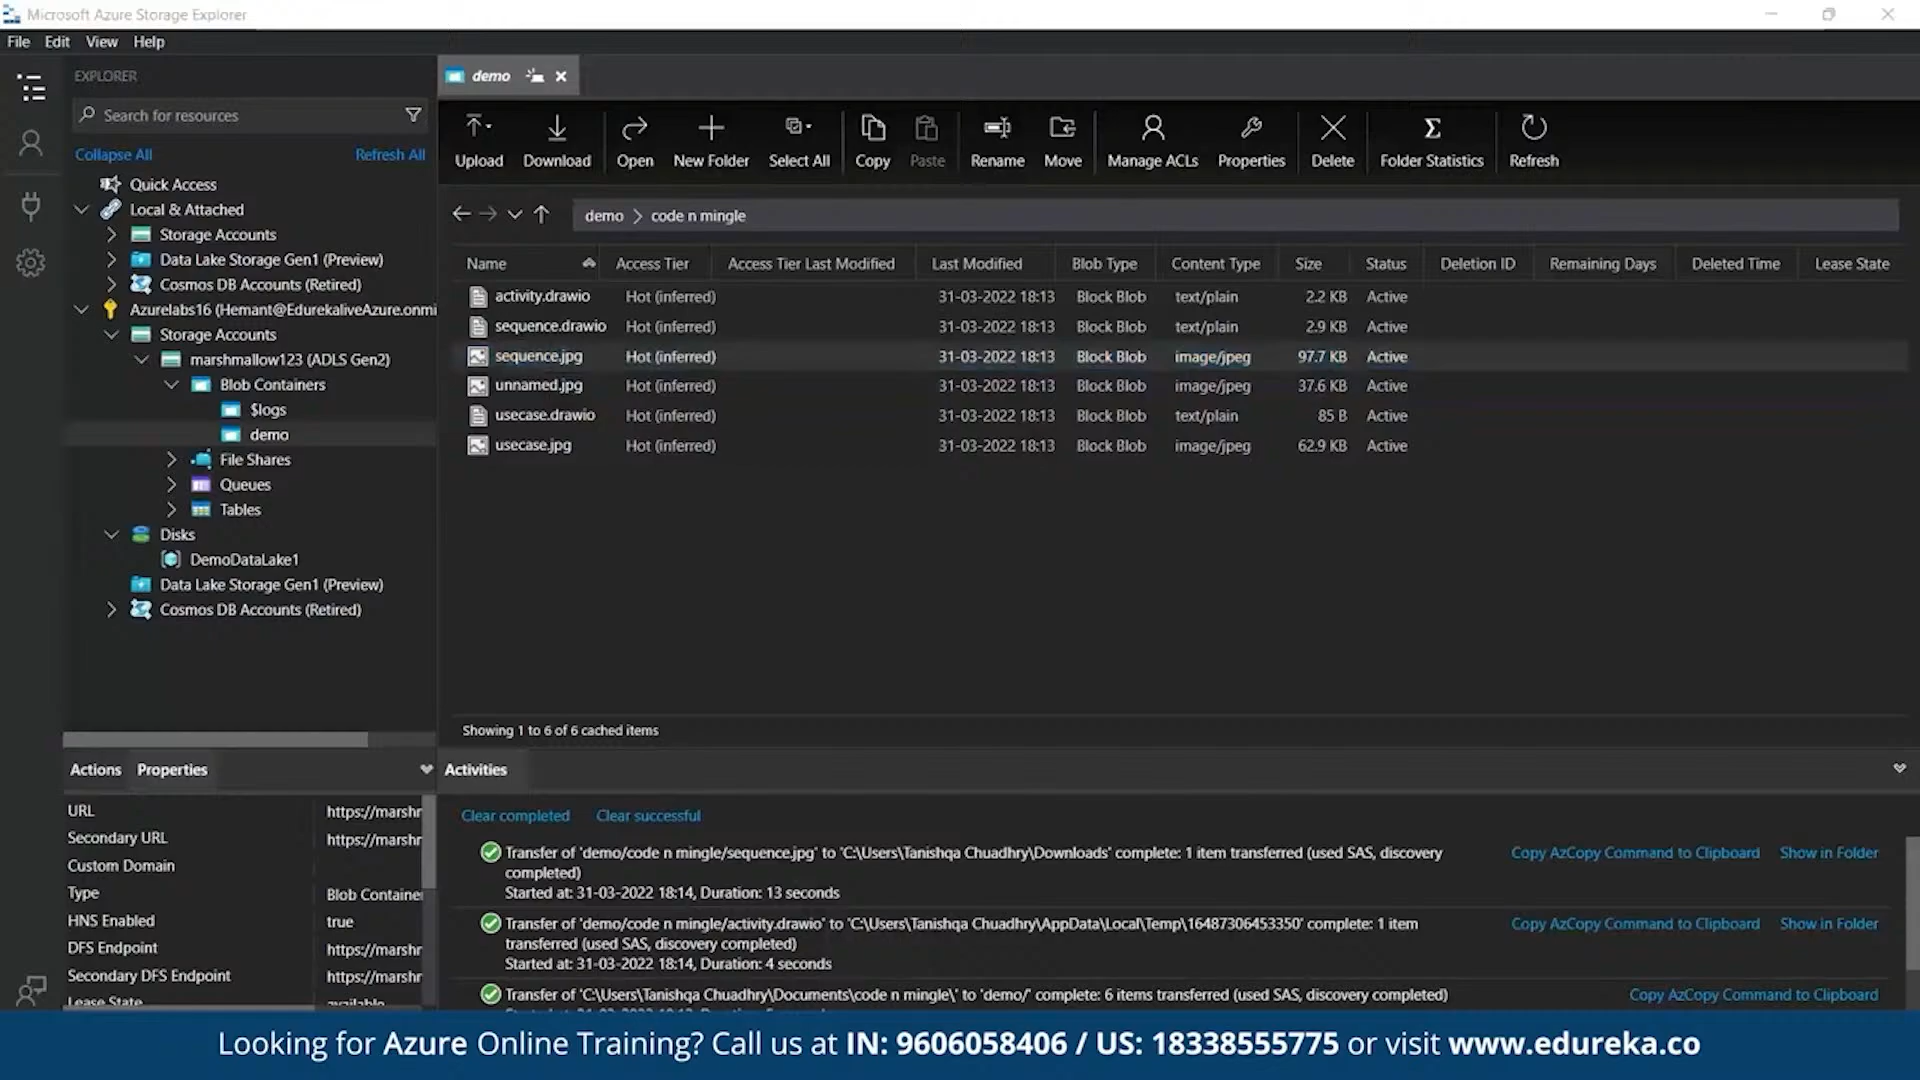 Microsoft Azure Storage Explorer
File Edit View Help
EXPLORER
Search for resources
Collapse All Refresh All
Quick Access
Local & Attached
Storage Accounts
Data Lake Storage Gen1 (Preview)
Cosmos DB Accounts (Retired)
Azurelabs16 (Hemant@EdurekaliveAzure.onmi
Storage Accounts
marshmallow123 (ADLS Gen2)
Blob Containers
$logs
demo
File Shares
Queues
Tables
Disks
DemoDataLake1
Data Lake Storage Gen1 (Preview)
Cosmos DB Accounts (Retired)
demo
Upload Download Open New Folder Select All Copy Paste Rename Move Manage ACLs Properties Delete Folder Statistics Refresh
demo > code n mingle
Name Access Tier Access Tier Last Modified Last Modified Blob Type Content Type Size Status Deletion ID Remaining Days Deleted Time Lease State
activity.drawio Hot (inferred) 31-03-2022 18:13 Block Blob text/plain 2.2 KB Active
sequence.drawio Hot (inferred) 31-03-2022 18:13 Block Blob text/plain 2.9 KB Active
sequence.jpg Hot (inferred) 31-03-2022 18:13 Block Blob image/jpeg 97.7 KB Active
unnamed.jpg Hot (inferred) 31-03-2022 18:13 Block Blob image/jpeg 37.6 KB Active
usecase.drawio Hot (inferred) 31-03-2022 18:13 Block Blob text/plain 85 B Active
usecase.jpg Hot (inferred) 31-03-2022 18:13 Block Blob image/jpeg 62.9 KB Active
Showing 1 to 6 of 6 cached items
Actions Properties
URL https://marshr
Secondary URL https://marshr
Custom Domain
Type Blob Container
HNS Enabled true
DFS Endpoint https://marshr
Secondary DFS Endpoint https://marshr
Lease State available
Activities
Clear completed Clear successful
Transfer of 'demo/code n mingle/sequence.jpg' to 'C:\Users\Tanishqa Chuadhry\Downloads' complete: 1 item transferred (used SAS, discovery
completed)
Started at: 31-03-2022 18:14, Duration: 13 seconds
Copy AzCopy Command to Clipboard Show in Folder
Transfer of 'demo/code n mingle/activity.drawio' to 'C:\Users\Tanishqa Chuadhry\AppData\Local\Temp\16487306453350' complete: 1 item
transferred (used SAS, discovery completed)
Started at: 31-03-2022 18:14, Duration: 4 seconds
Copy AzCopy Command to Clipboard Show in Folder
Transfer of 'C:\Users\Tanishqa Chuadhry\Documents\code n mingle\' to 'demo/' complete: 6 items transferred (used SAS, discovery completed)
Copy AzCopy Command to Clipboard
Looking for Azure Online Training? Call us at IN: 9606058406 / US: 18338555775 or visit www.edureka.co